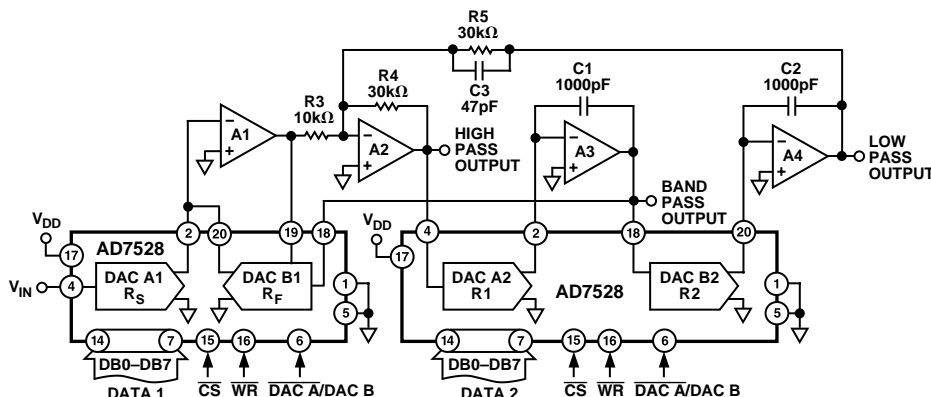 R5
30kΩ
C3
47pF
R4
30kΩ
R3
10kΩ
C1
1000pF
C2
1000pF
A1
A2
A3
A4
HIGH
PASS
OUTPUT
BAND
PASS
OUTPUT
LOW
PASS
OUTPUT
VDD
17
VIN
4
2
20
19
18
AD7528
DAC A1
RS
DAC B1
RF
1
5
14
7
DB0–DB7
DATA 1
15
CS
16
WR
6
DAC A/DAC B
VDD
17
4
2
18
20
DAC A2
R1
AD7528
DAC B2
R2
1
5
14
7
DB0–DB7
DATA 2
15
CS
16
WR
6
DAC A/DAC B